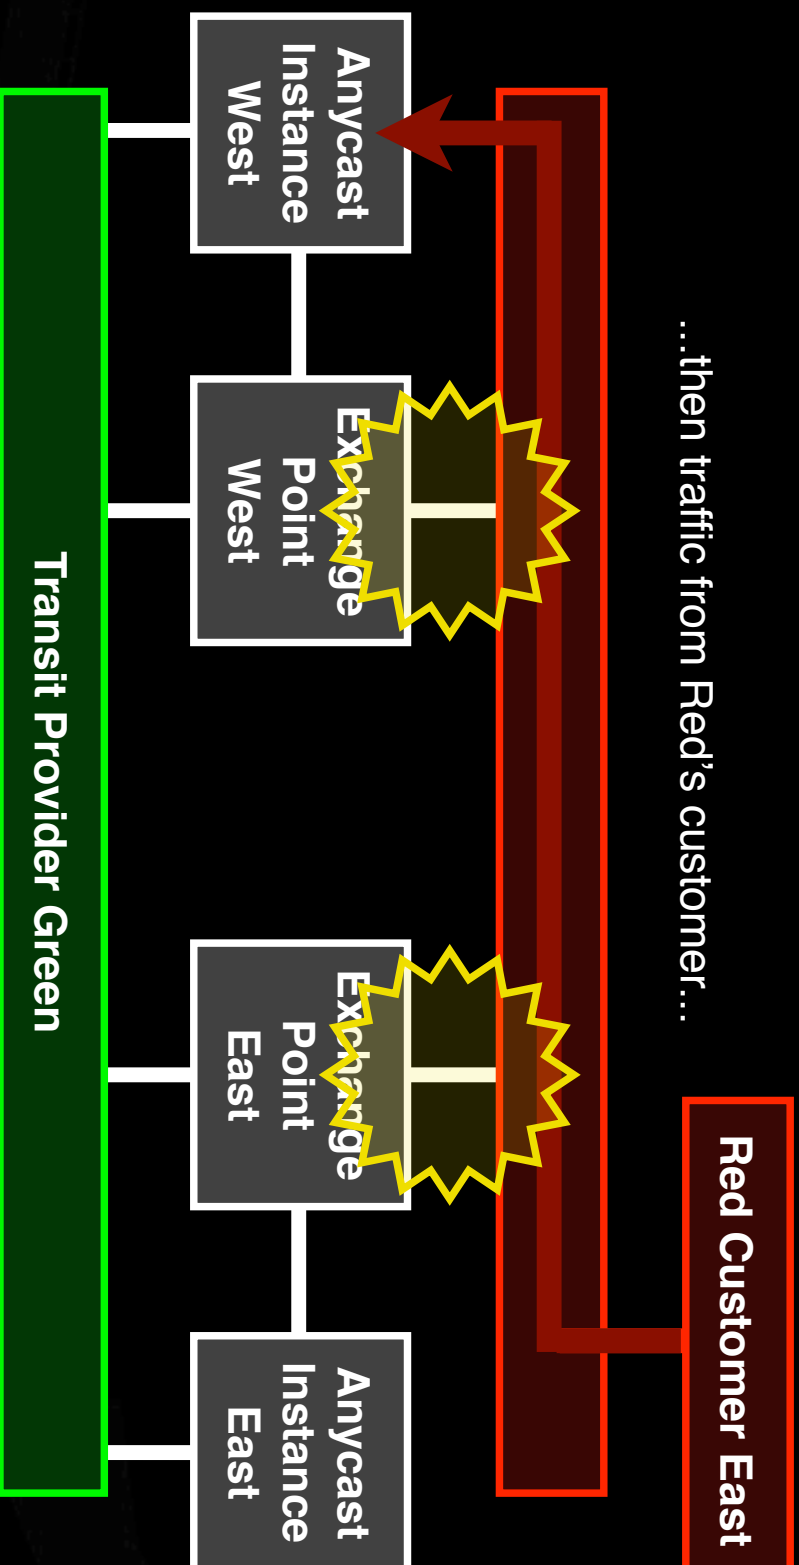 Red Customer East
...then traffic from Red's customer...
Anycast
Instance
West
Exchange
Point
West
Exchange
Point
East
Anycast
Instance
East
Transit Provider Green